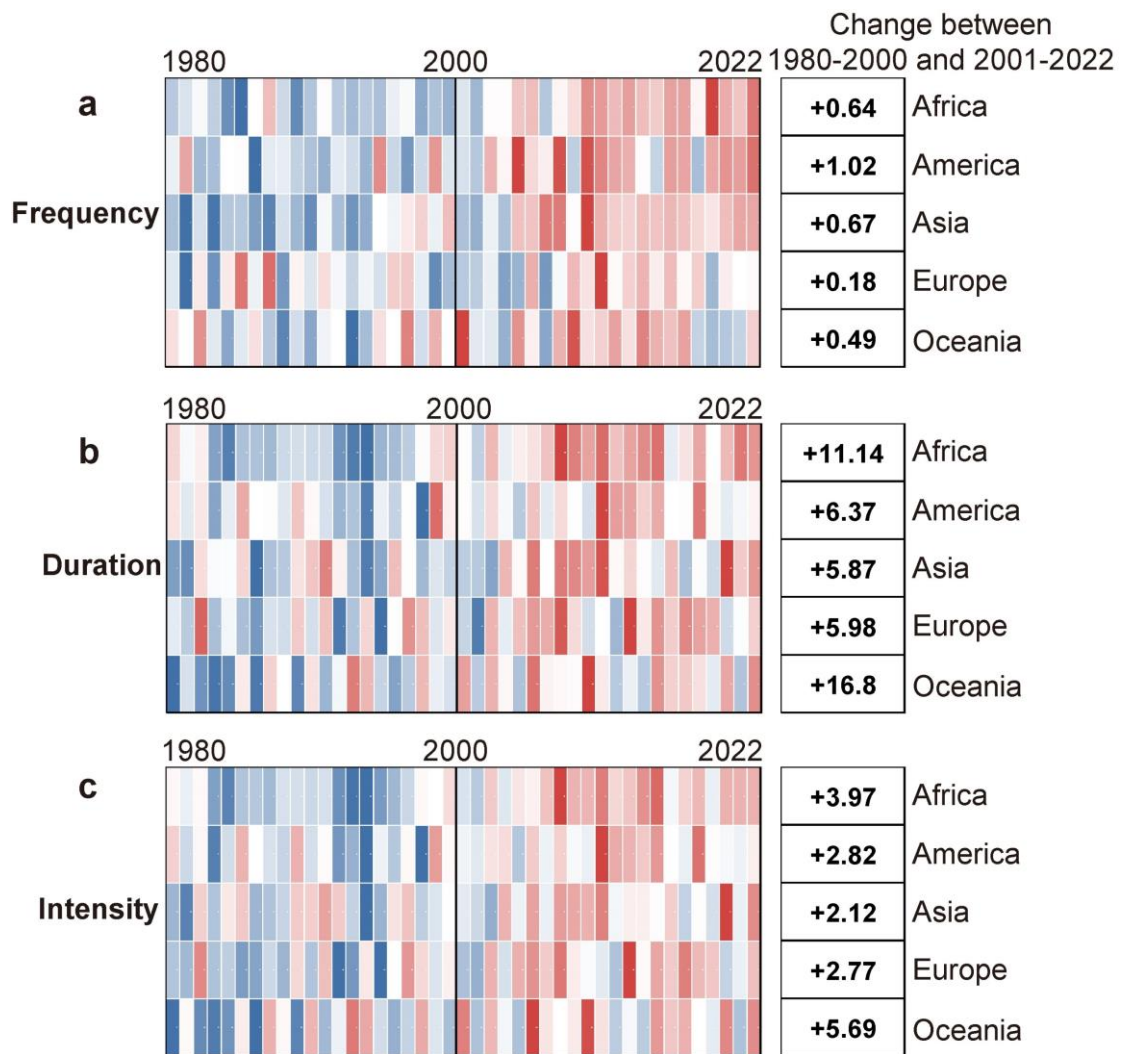 Change between
1980 2000 2022 1980-2000 and 2001-2022
a +0.64 Africa
+1.02 America
Frequency +0.67 Asia
+0.18 Europe
+0.49 Oceania
1980 2000 2022
b +11.14 Africa
+6.37 America
Duration +5.87 Asia
+5.98 Europe
+16.8 Oceania
1980 2000 2022
c +3.97 Africa
+2.82 America
Intensity +2.12 Asia
+2.77 Europe
+5.69 Oceania